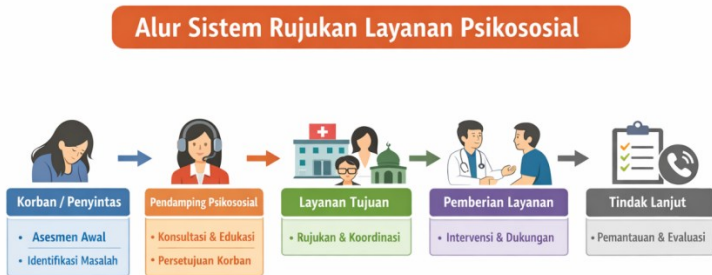 Alur Sistem Rujukan Layanan Psikososial
Korban / Penyintas
• Asesmen Awal
• Identifikasi Masalah
Pendamping Psikososial
• Konsultasi & Edukasi
• Persetujuan Korban
Layanan Tujuan
• Rujukan & Koordinasi
Pemberian Layanan
• Intervensi & Dukungan
Tindak Lanjut
• Pemantauan & Evaluasi